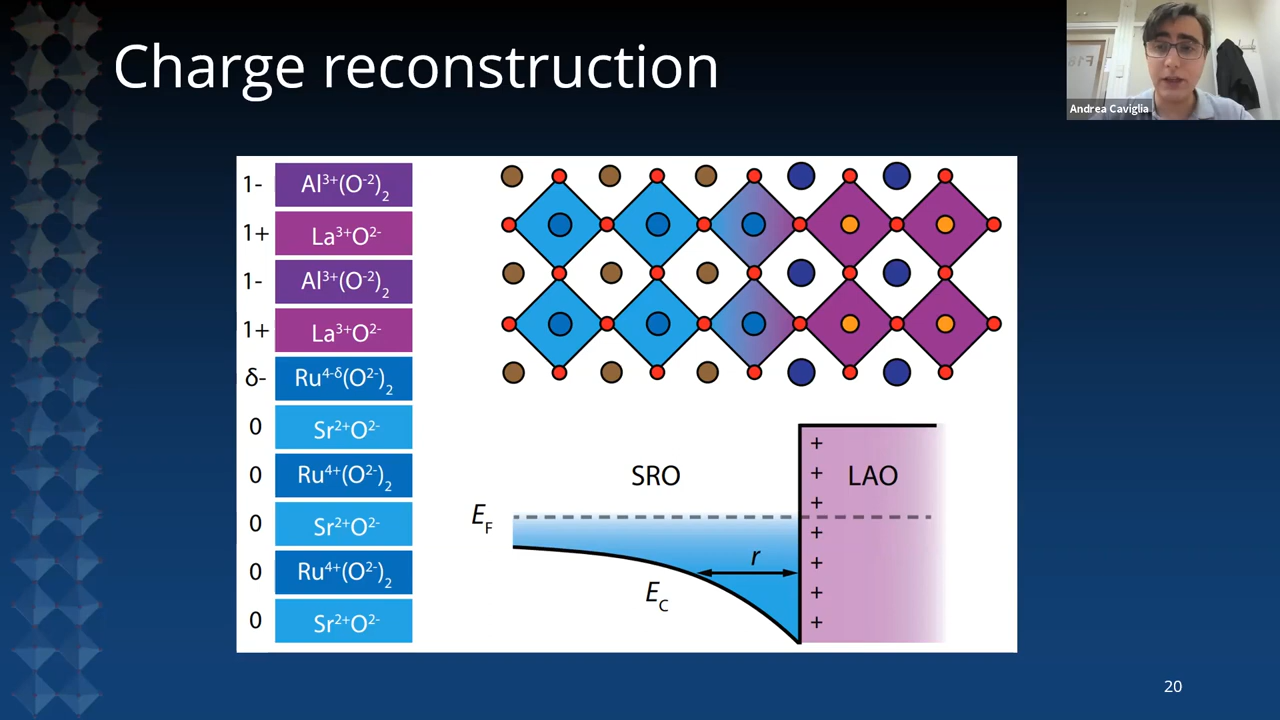 Charge reconstruction
Andrea Caviglia
1- Al³⁺(O⁻²)₂
1+ La³⁺O²⁻
1- Al³⁺(O⁻²)₂
1+ La³⁺O²⁻
δ- Ru⁴⁻ᵟ(O²⁻)₂
0 Sr²⁺O²⁻
0 Ru⁴⁺(O²⁻)₂
0 Sr²⁺O²⁻
0 Ru⁴⁺(O²⁻)₂
0 Sr²⁺O²⁻
SRO
LAO
E_F
r
E_C
+
+
+
+
+
+
+
20